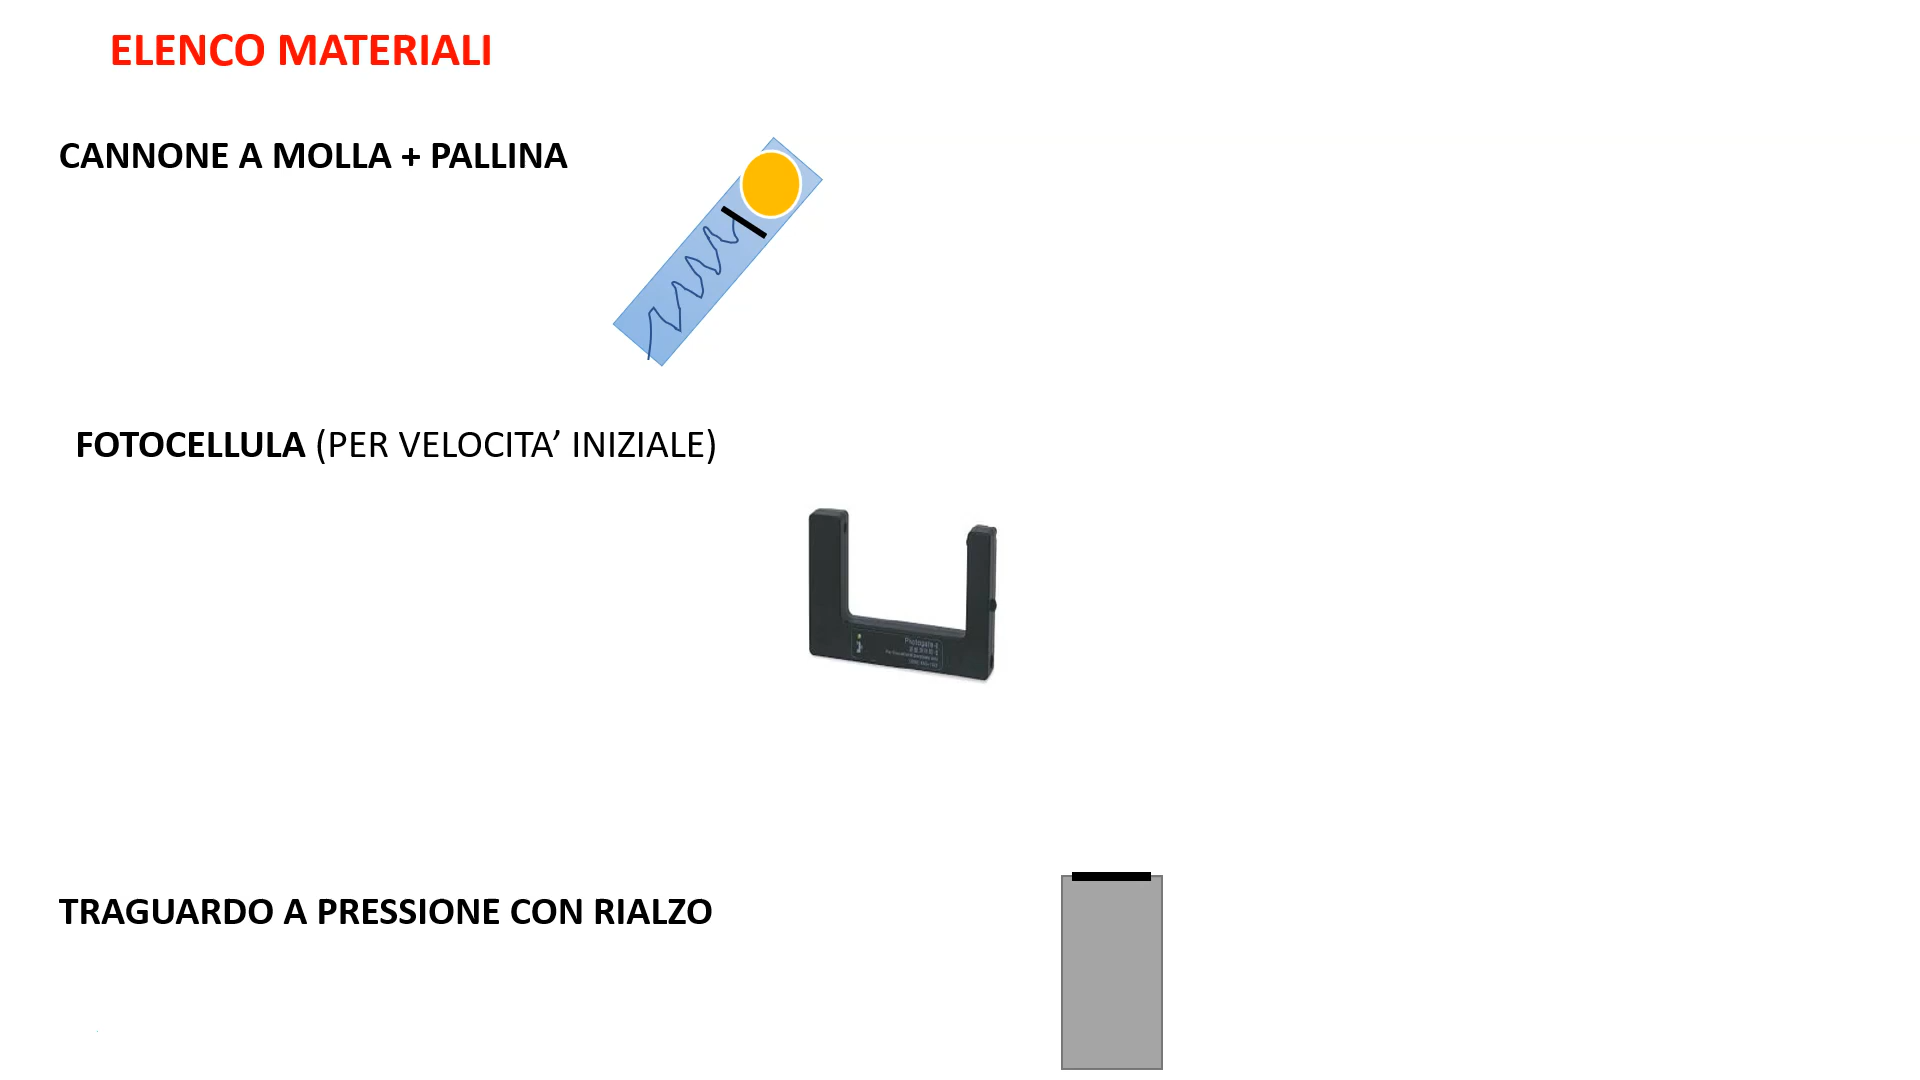 ELENCO MATERIALI
CANNONE A MOLLA + PALLINA
FOTOCELLULA (PER VELOCITA’ INIZIALE)
TRAGUARDO A PRESSIONE CON RIALZO